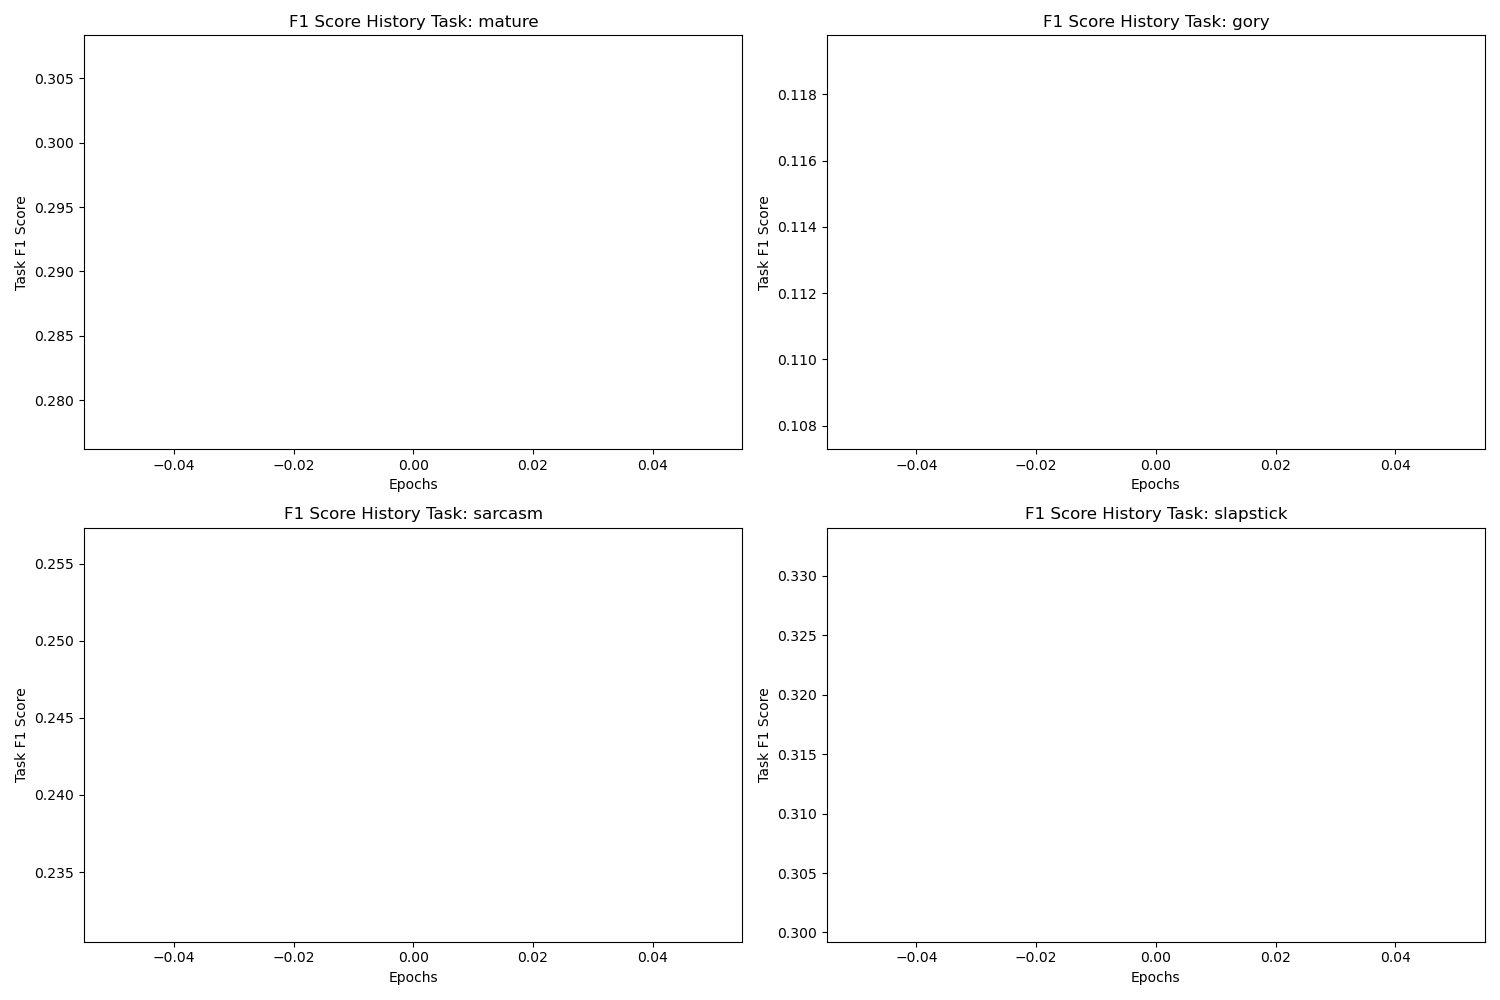 F1 Score History Task: mature
0.305
0.300
0.295
0.290
0.285
0.280
Task F1 Score
−0.04 −0.02 0.00 0.02 0.04
Epochs
F1 Score History Task: gory
0.118
0.116
0.114
0.112
0.110
0.108
Task F1 Score
−0.04 −0.02 0.00 0.02 0.04
Epochs
F1 Score History Task: sarcasm
0.255
0.250
0.245
0.240
0.235
Task F1 Score
−0.04 −0.02 0.00 0.02 0.04
Epochs
F1 Score History Task: slapstick
0.330
0.325
0.320
0.315
0.310
0.305
0.300
Task F1 Score
−0.04 −0.02 0.00 0.02 0.04
Epochs